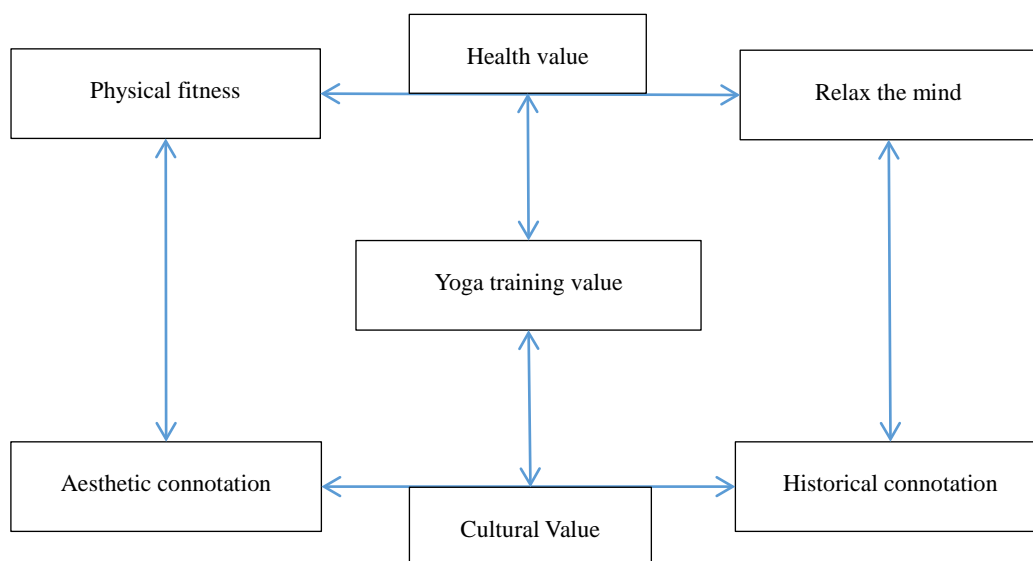 Health value
Physical fitness
Relax the mind
Yoga training value
Aesthetic connotation
Historical connotation
Cultural Value